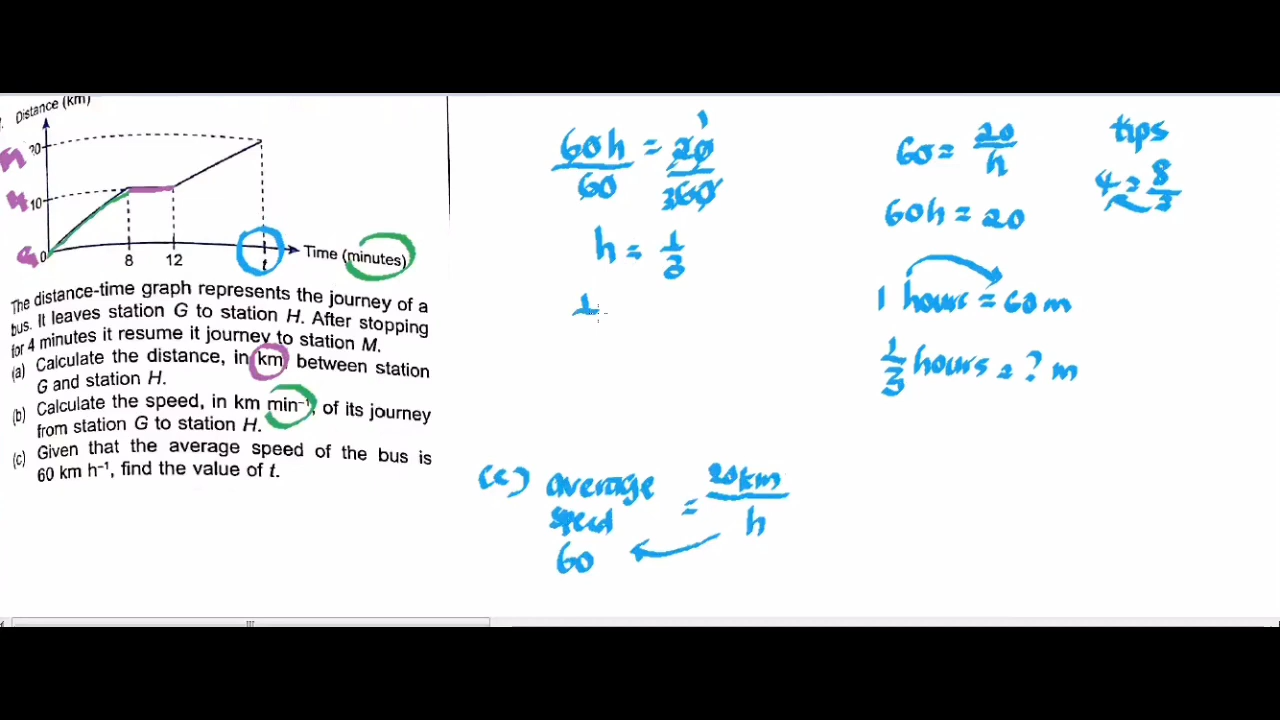 Distance (km)
20
10
0
8
12
t
Time (minutes)
M
H
G
The distance-time graph represents the journey of a
bus. It leaves station G to station H. After stopping
for 4 minutes it resume it journey to station M.
(a) Calculate the distance, in km, between station
G and station H.
(b) Calculate the speed, in km min⁻¹, of its journey
from station G to station H.
(c) Given that the average speed of the bus is
60 km h⁻¹, find the value of t.
60h = 20 1
60 3 60
h = 1/3
1
60 = 20/h
60h = 20
tips
4 = 8/3
1 hours = 60 m
1/3 hours = ? m
(c) average speed = 20km/h
60